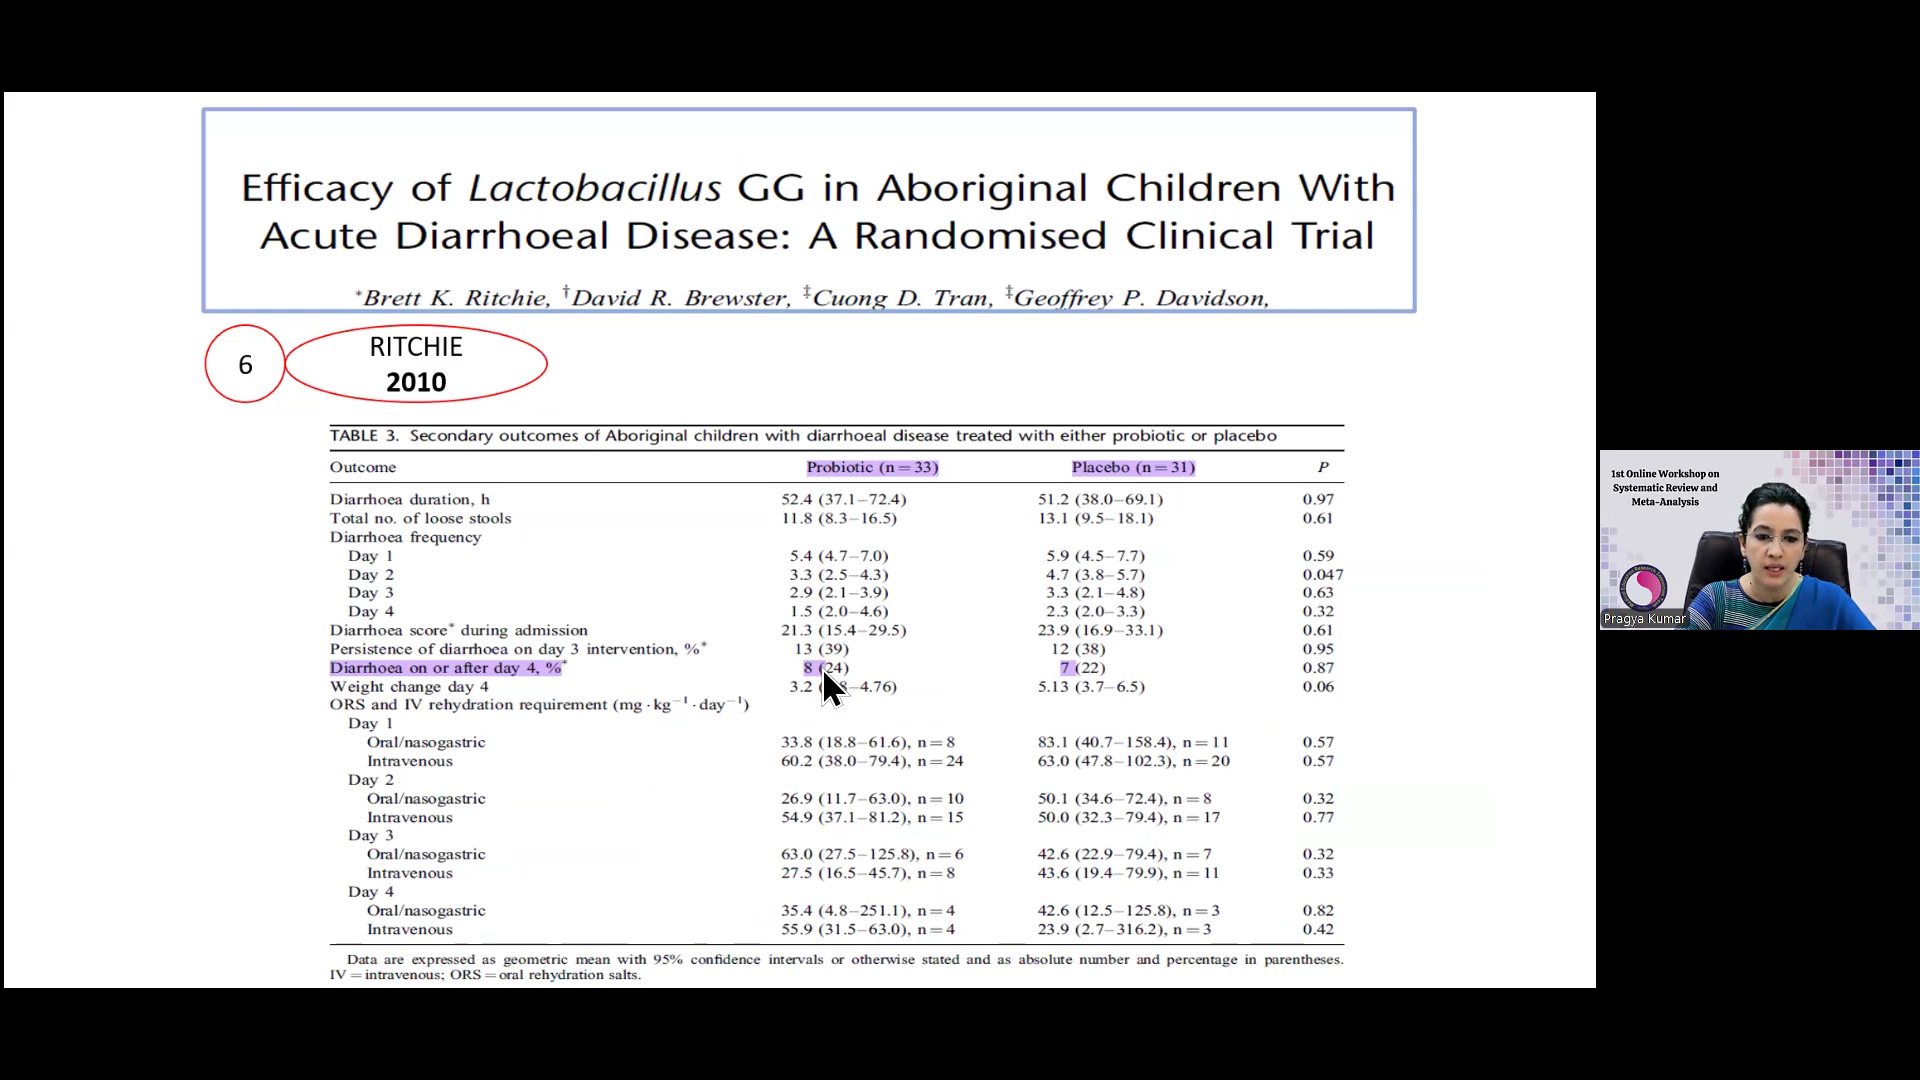 Efficacy of Lactobacillus GG in Aboriginal Children With
Acute Diarrhoeal Disease: A Randomised Clinical Trial
*Brett K. Ritchie, †David R. Brewster, ‡Cuong D. Tran, ‡Geoffrey P. Davidson,
6
RITCHIE
2010
TABLE 3. Secondary outcomes of Aboriginal children with diarrhoeal disease treated with either probiotic or placebo
Outcome Probiotic (n = 33) Placebo (n = 31) P
Diarrhoea duration, h 52.4 (37.1–72.4) 51.2 (38.0–69.1) 0.97
Total no. of loose stools 11.8 (8.3–16.5) 13.1 (9.5–18.1) 0.61
Diarrhoea frequency
Day 1 5.4 (4.7–7.0) 5.9 (4.5–7.7) 0.59
Day 2 3.3 (2.5–4.3) 4.7 (3.8–5.7) 0.047
Day 3 2.9 (2.1–3.9) 3.3 (2.1–4.8) 0.63
Day 4 1.5 (2.0–4.6) 2.3 (2.0–3.3) 0.32
Diarrhoea score* during admission 21.3 (15.4–29.5) 23.9 (16.9–33.1) 0.61
Persistence of diarrhoea on day 3 intervention, %* 13 (39) 12 (38) 0.95
Diarrhoea on or after day 4, %* 8 (24) 7 (22) 0.87
Weight change day 4 3.2 –4.76) 5.13 (3.7–6.5) 0.06
ORS and IV rehydration requirement (mg · kg⁻¹ · day⁻¹)
Day 1
Oral/nasogastric 33.8 (18.8–61.6), n = 8 83.1 (40.7–158.4), n = 11 0.57
Intravenous 60.2 (38.0–79.4), n = 24 63.0 (47.8–102.3), n = 20 0.57
Day 2
Oral/nasogastric 26.9 (11.7–63.0), n = 10 50.1 (34.6–72.4), n = 8 0.32
Intravenous 54.9 (37.1–81.2), n = 15 50.0 (32.3–79.4), n = 17 0.77
Day 3
Oral/nasogastric 63.0 (27.5–125.8), n = 6 42.6 (22.9–79.4), n = 7 0.32
Intravenous 27.5 (16.5–45.7), n = 8 43.6 (19.4–79.9), n = 11 0.33
Day 4
Oral/nasogastric 35.4 (4.8–251.1), n = 4 42.6 (12.5–125.8), n = 3 0.82
Intravenous 55.9 (31.5–63.0), n = 4 23.9 (2.7–316.2), n = 3 0.42
Data are expressed as geometric mean with 95% confidence intervals or otherwise stated and as absolute number and percentage in parentheses.
IV = intravenous; ORS = oral rehydration salts.
1st Online Workshop on
Systematic Review and
Meta-Analysis
Pragya Kumar